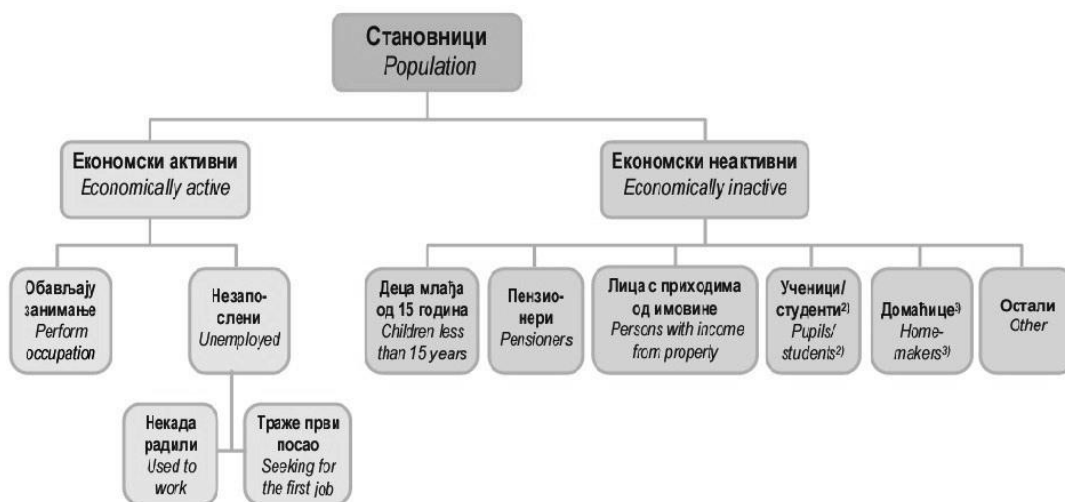 Становници
Population
Економски активни
Economically active
Економски неактивни
Economically inactive
Обављају
занимање
Perform
occupation
Незапо-
слени
Unemployed
Деца млађа
од 15 година
Children less
than 15 years
Пензио-
нери
Pensioners
Лица с приходима
од имовине
Persons with income
from property
Ученици/
студенти²⁾
Pupils/
students²⁾
Домаћице³⁾
Home-
makers³⁾
Остали
Other
Некада
радили
Used to
work
Траже први
посао
Seeking for
the first job